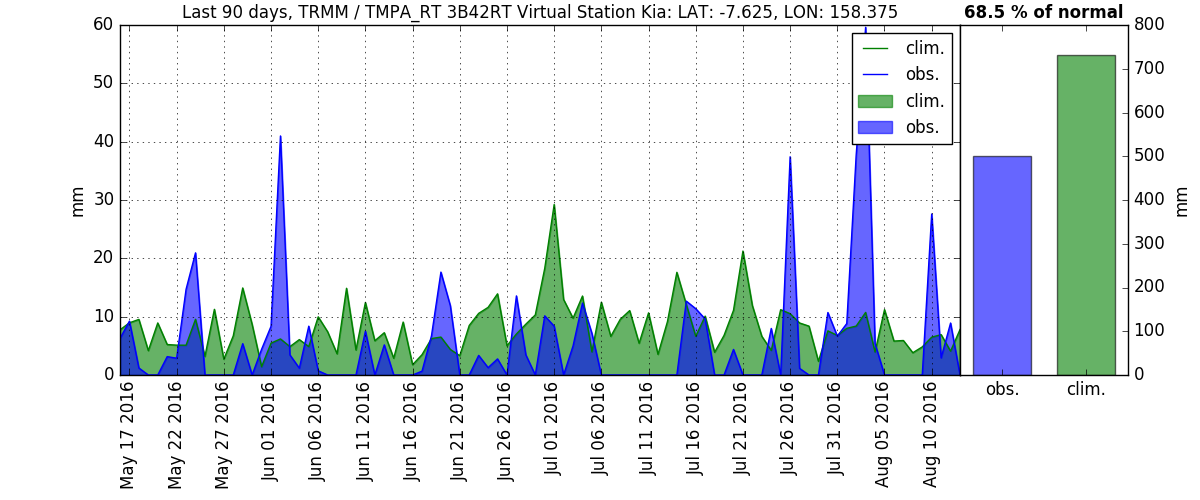 Last 90 days, TRMM / TMPA_RT 3B42RT Virtual Station Kia: LAT: -7.625, LON: 158.375
68.5 % of normal
60
50
40
30
20
10
0
mm
clim.
obs.
clim.
obs.
May 17 2016
May 22 2016
May 27 2016
Jun 01 2016
Jun 06 2016
Jun 11 2016
Jun 16 2016
Jun 21 2016
Jun 26 2016
Jul 01 2016
Jul 06 2016
Jul 11 2016
Jul 16 2016
Jul 21 2016
Jul 26 2016
Jul 31 2016
Aug 05 2016
Aug 10 2016
800
700
600
500
400
300
200
100
0
mm
obs. clim.